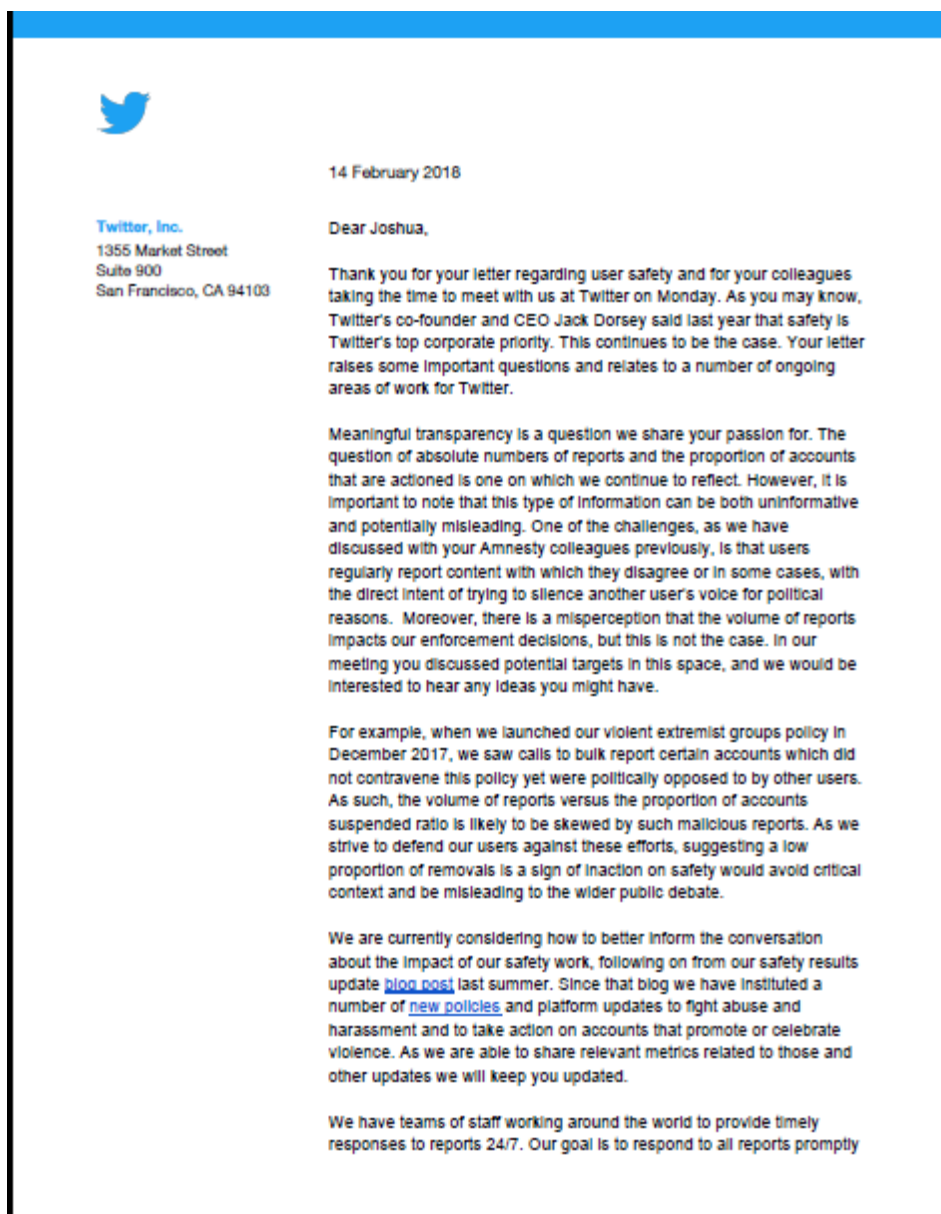 14 February 2018
Twitter, Inc.
1355 Market Street
Suite 900
San Francisco, CA 94103
Dear Joshua,
Thank you for your letter regarding user safety and for your colleagues
taking the time to meet with us at Twitter on Monday. As you may know,
Twitter's co-founder and CEO Jack Dorsey said last year that safety is
Twitter's top corporate priority. This continues to be the case. Your letter
raises some important questions and relates to a number of ongoing
areas of work for Twitter.
Meaningful transparency is a question we share your passion for. The
question of absolute numbers of reports and the proportion of accounts
that are actioned is one on which we continue to reflect. However, it is
important to note that this type of information can be both uninformative
and potentially misleading. One of the challenges, as we have
discussed with your Amnesty colleagues previously, is that users
regularly report content with which they disagree or in some cases, with
the direct intent of trying to silence another user's voice for political
reasons.  Moreover, there is a misperception that the volume of reports
impacts our enforcement decisions, but this is not the case. In our
meeting you discussed potential targets in this space, and we would be
interested to hear any ideas you might have.
For example, when we launched our violent extremist groups policy in
December 2017, we saw calls to bulk report certain accounts which did
not contravene this policy yet were politically opposed to by other users.
As such, the volume of reports versus the proportion of accounts
suspended ratio is likely to be skewed by such malicious reports. As we
strive to defend our users against these efforts, suggesting a low
proportion of removals is a sign of inaction on safety would avoid critical
context and be misleading to the wider public debate.
We are currently considering how to better inform the conversation
about the impact of our safety work, following on from our safety results
update blog post last summer. Since that blog we have instituted a
number of new policies and platform updates to fight abuse and
harassment and to take action on accounts that promote or celebrate
violence. As we are able to share relevant metrics related to those and
other updates we will keep you updated.
We have teams of staff working around the world to provide timely
responses to reports 24/7. Our goal is to respond to all reports promptly